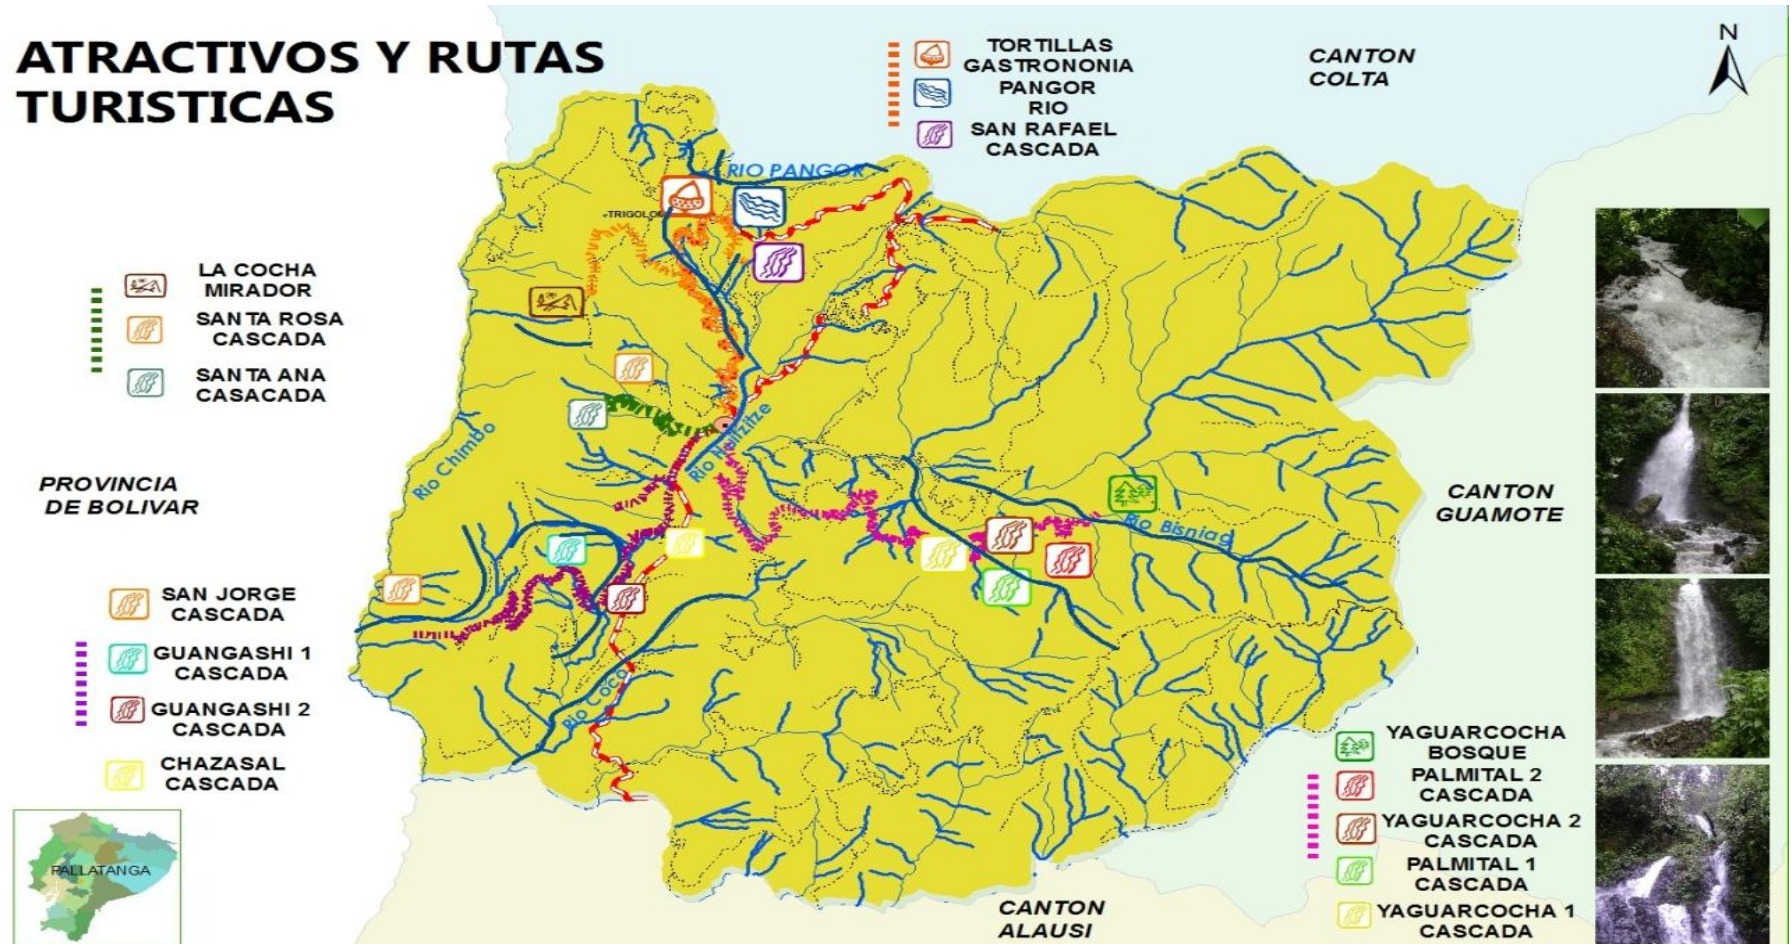 ATRACTIVOS Y RUTAS
TURISTICAS
TORTILLAS
GASTRONONIA
PANGOR
RIO
SAN RAFAEL
CASCADA
CANTON
COLTA
N
RIO PANGOR
LA COCHA
MIRADOR
SANTA ROSA
CASCADA
SANTA ANA
CASACADA
Rio Chimbo
PROVINCIA
DE BOLIVAR
CANTON
GUAMOTE
Rio Bisniag
SAN JORGE
CASCADA
GUANGASHI 1
CASCADA
GUANGASHI 2
CASCADA
CHAZASAL
CASCADA
Rio Coco
YAGUARCOCHA
BOSQUE
PALMITAL 2
CASCADA
YAGUARCOCHA 2
CASCADA
PALMITAL 1
CASCADA
YAGUARCOCHA 1
CASCADA
PALLATANGA
CANTON
ALAUSI